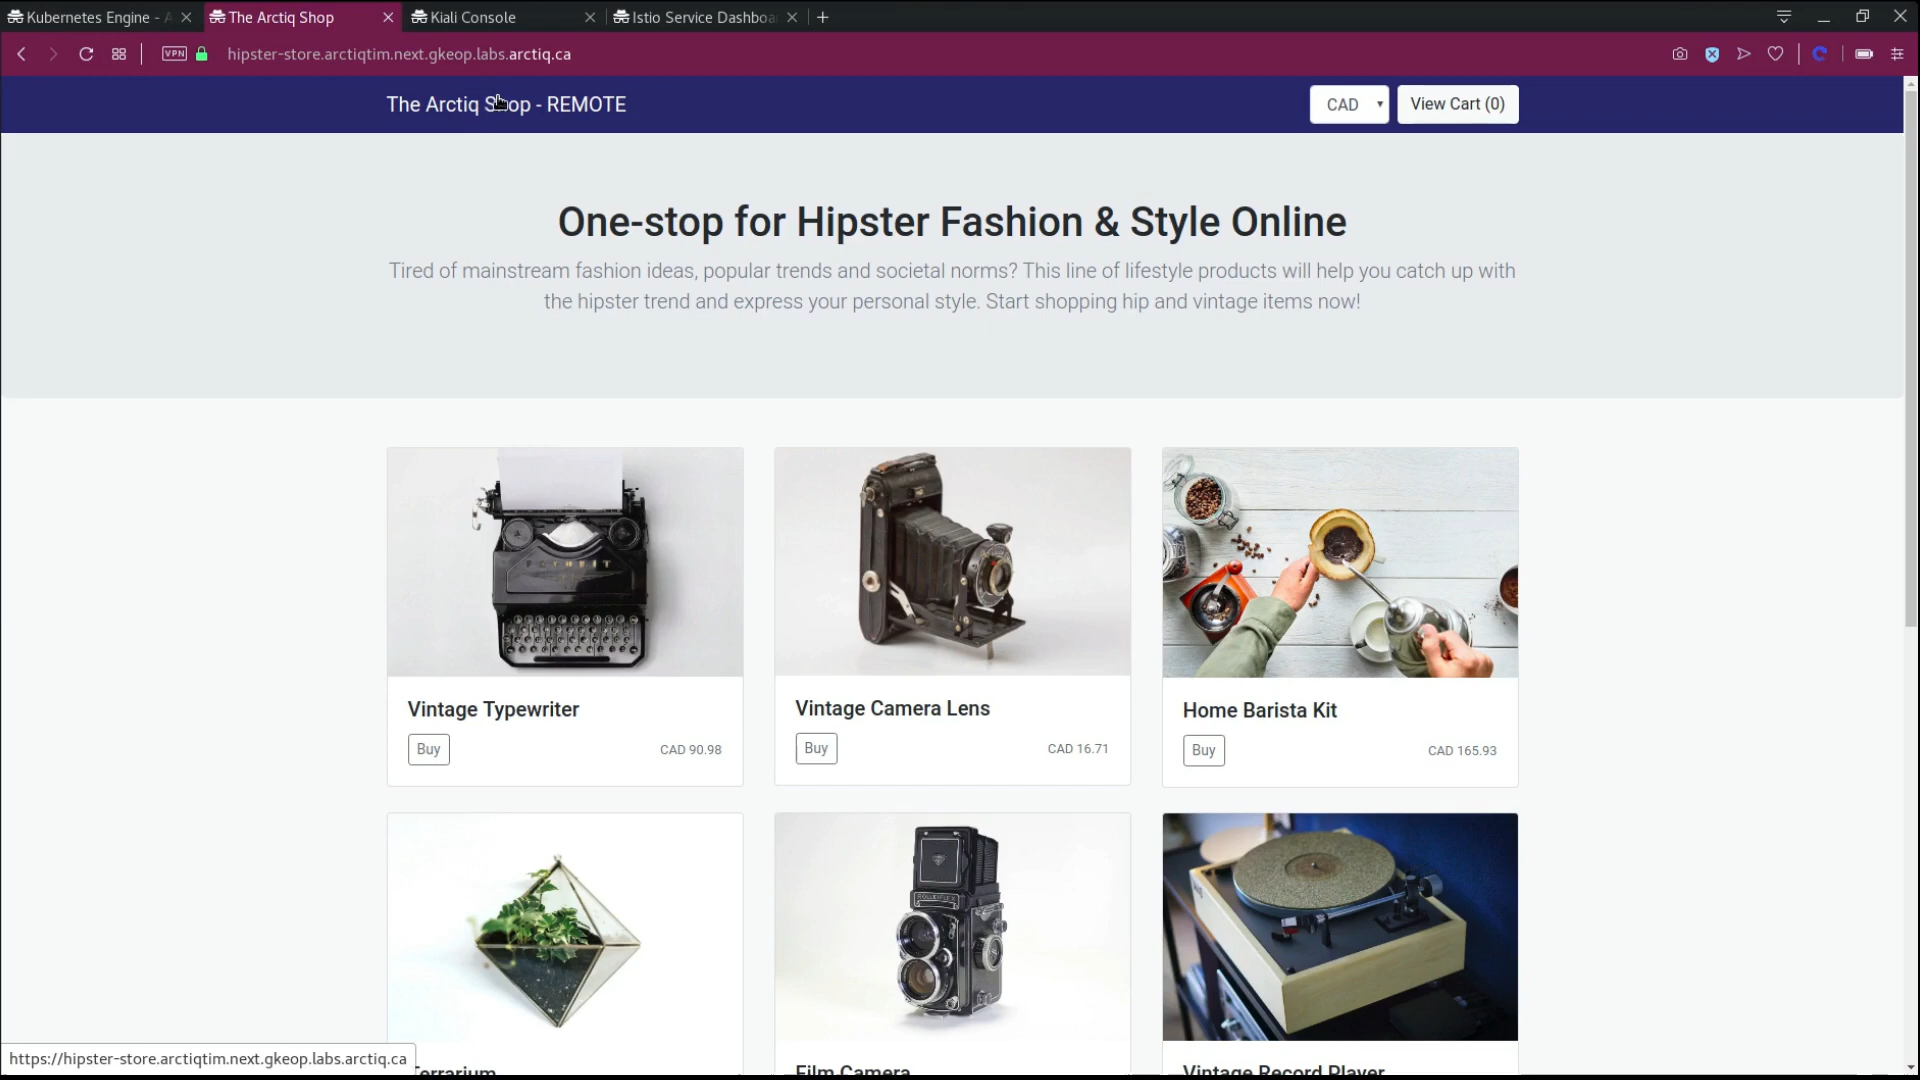 Kubernetes Engine - A
The Arctiq Shop
Kiali Console
Istio Service Dashboa
VPN
hipster-store.arctiqtim.next.gkeop.labs.arctiq.ca
The Arctiq Shop - REMOTE
CAD
View Cart (0)
One-stop for Hipster Fashion & Style Online
Tired of mainstream fashion ideas, popular trends and societal norms? This line of lifestyle products will help you catch up with
the hipster trend and express your personal style. Start shopping hip and vintage items now!
Vintage Typewriter
Buy
CAD 90.98
Vintage Camera Lens
Buy
CAD 16.71
Home Barista Kit
Buy
CAD 165.93
ROLLEIFLEX
https://hipster-store.arctiqtim.next.gkeop.labs.arctiq.ca
Terrarium
Film Camera
Vintage Record Player